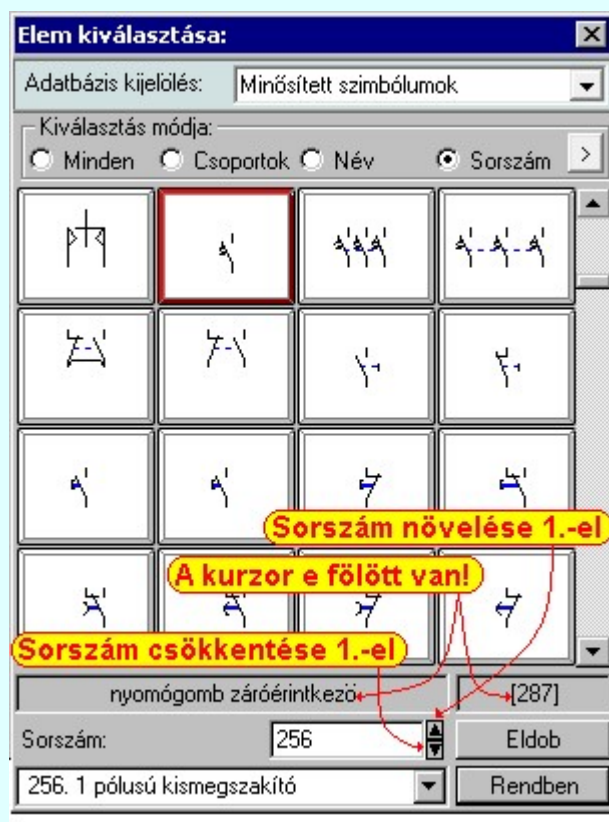 Elem kiválasztása:
Adatbázis kijelölés: Minősített szimbólumok
Kiválasztás módja:
Minden Csoportok Név Sorszám >
Sorszám növelése 1.-el
A kurzor e fölött van!
Sorszám csökkentése 1.-el
nyomógomb záróérintkezö [287]
Sorszám: 256 Eldob
256. 1 pólusú kismegszakító Rendben